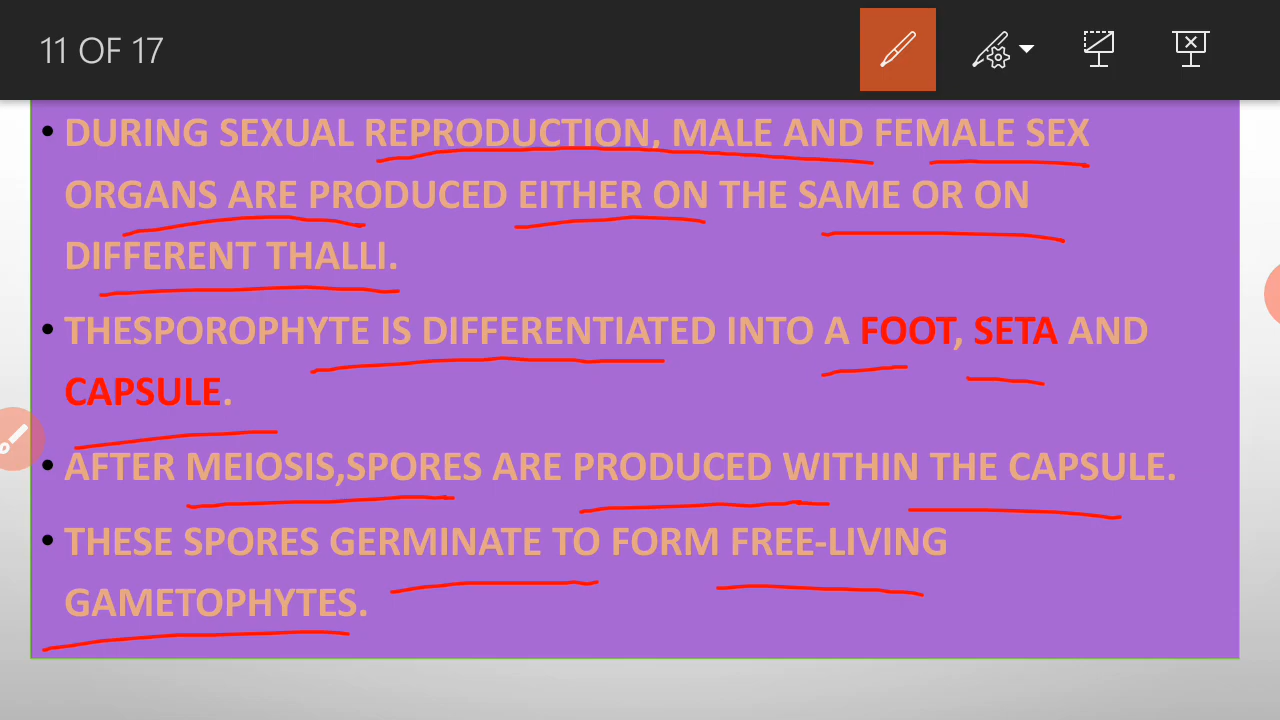 11 OF 17
• DURING SEXUAL REPRODUCTION, MALE AND FEMALE SEX
ORGANS ARE PRODUCED EITHER ON THE SAME OR ON
DIFFERENT THALLI.
• THESPOROPHYTE IS DIFFERENTIATED INTO A FOOT, SETA AND
CAPSULE.
• AFTER MEIOSIS,SPORES ARE PRODUCED WITHIN THE CAPSULE.
• THESE SPORES GERMINATE TO FORM FREE-LIVING
GAMETOPHYTES.